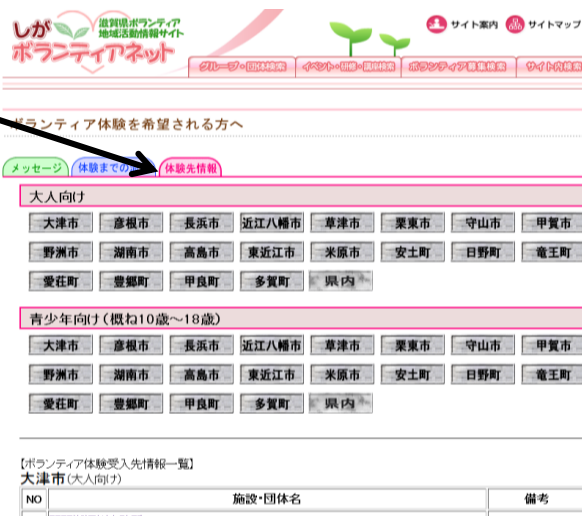 しが 滋賀県ボランティア
地域活動情報サイト
ボランティアネット
サイト案内 サイトマップ
グループ・団体検索 イベント・研修・講座検索 ボランティア募集検索 サイト内検索
ボランティア体験を希望される方へ
メッセージ 体験までの 体験先情報
大人向け
大津市 彦根市 長浜市 近江八幡市 草津市 栗東市 守山市 甲賀市
野洲市 湖南市 高島市 東近江市 米原市 安土町 日野町 竜王町
愛荘町 豊郷町 甲良町 多賀町 県内
青少年向け(概ね10歳~18歳)
大津市 彦根市 長浜市 近江八幡市 草津市 栗東市 守山市 甲賀市
野洲市 湖南市 高島市 東近江市 米原市 安土町 日野町 竜王町
愛荘町 豊郷町 甲良町 多賀町 県内
【ボランティア体験受入先情報一覧】
大津市(大人向け)
NO 施設・団体名 備考